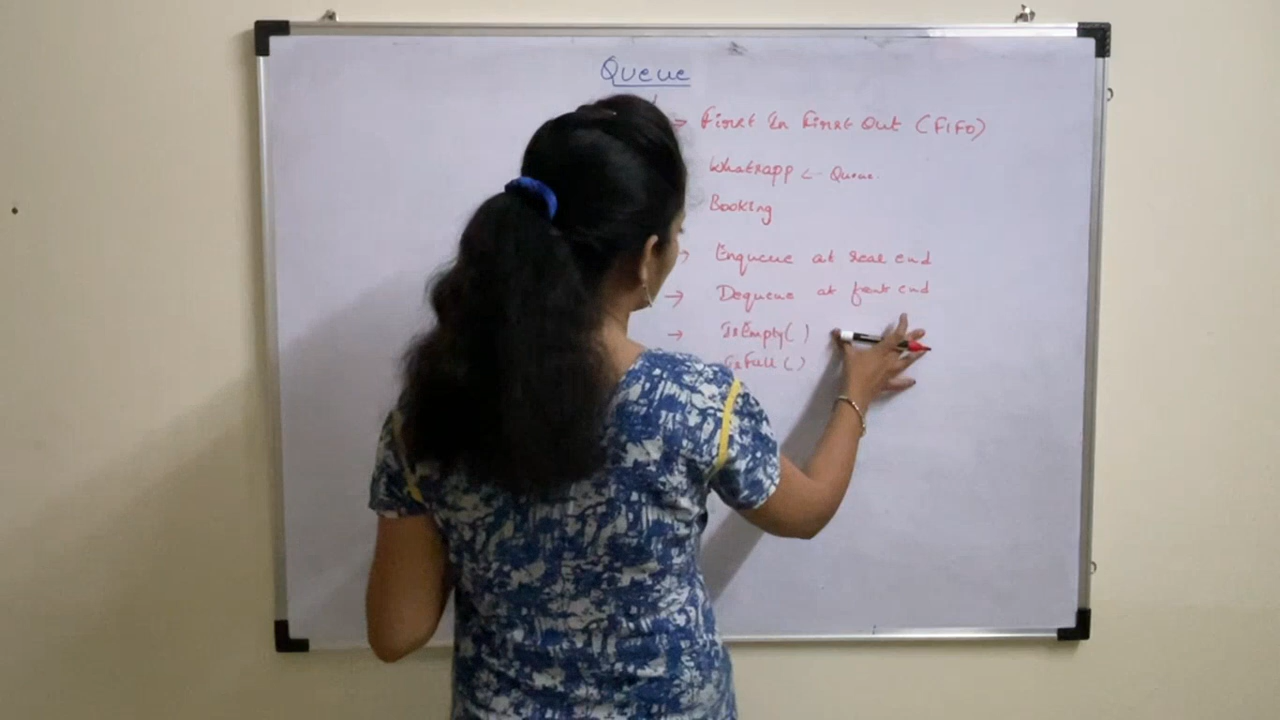 Queue
→ First In First Out (FIFO)
Whatsapp ← Queue.
Booking
→ Enqueue at rear end
→ Dequeue at front end
→ IsEmpty( )
IsFull( )